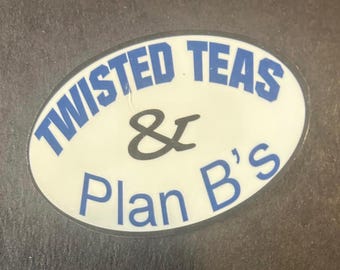 TWISTED TEAS
&
Plan B's